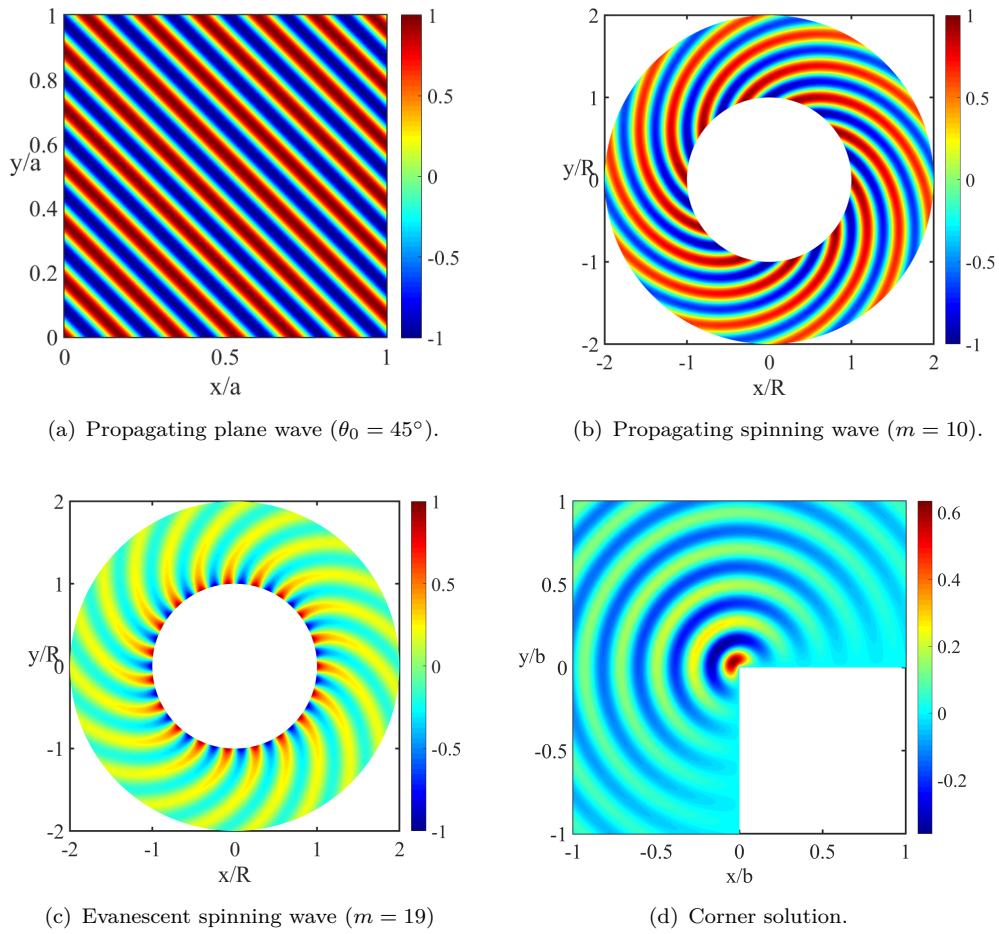 1
0.8
0.6
y/a
0.4
0.2
0
0 0.5 1
x/a
1
0.5
0
-0.5
-1
(a) Propagating plane wave (θ₀ = 45°).
2
1
y/R
0
-1
-2
-2 -1 0 1 2
x/R
1
0.5
0
-0.5
-1
(b) Propagating spinning wave (m = 10).
2
1
y/R
0
-1
-2
-2 -1 0 1 2
x/R
1
0.5
0
-0.5
-1
(c) Evanescent spinning wave (m = 19)
1
0.5
y/b
0
-0.5
-1
-1 -0.5 0 0.5 1
x/b
0.6
0.4
0.2
0
-0.2
(d) Corner solution.